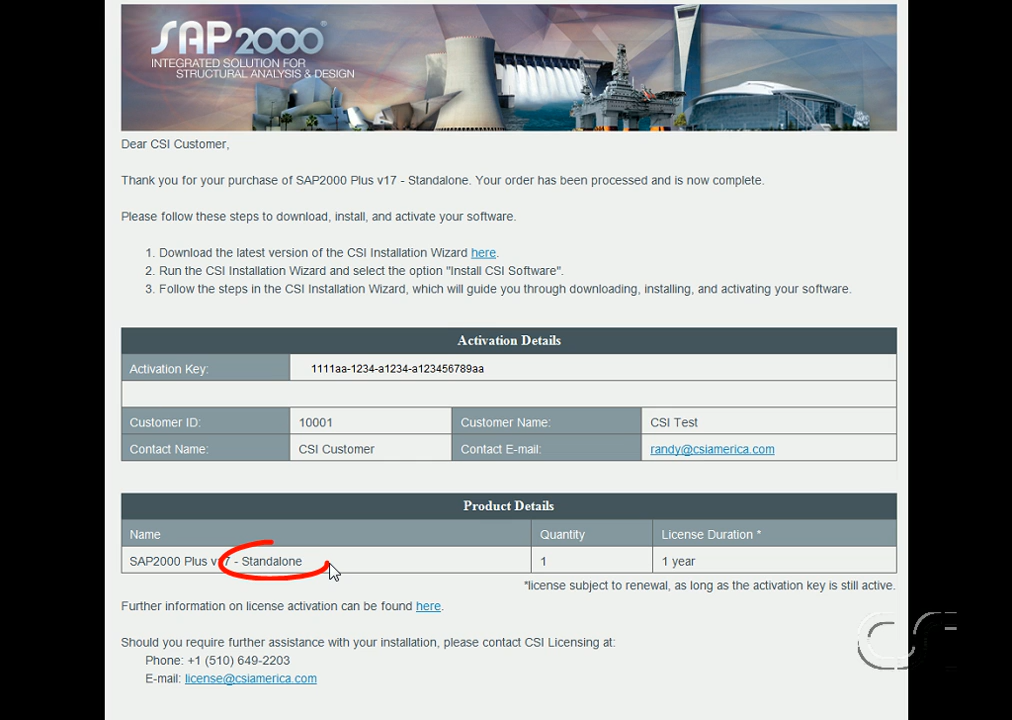 SAP2000®
INTEGRATED SOLUTION FOR
STRUCTURAL ANALYSIS & DESIGN
Dear CSI Customer,
Thank you for your purchase of SAP2000 Plus v17 - Standalone. Your order has been processed and is now complete.
Please follow these steps to download, install, and activate your software.
1. Download the latest version of the CSI Installation Wizard here.
2. Run the CSI Installation Wizard and select the option "Install CSI Software".
3. Follow the steps in the CSI Installation Wizard, which will guide you through downloading, installing, and activating your software.
Activation Details
Activation Key: 1111aa-1234-a1234-a123456789aa
Customer ID: 10001 Customer Name: CSI Test
Contact Name: CSI Customer Contact E-mail: randy@csiamerica.com
Product Details
Name Quantity License Duration *
SAP2000 Plus v17 - Standalone 1 1 year
*license subject to renewal, as long as the activation key is still active.
Further information on license activation can be found here.
Should you require further assistance with your installation, please contact CSI Licensing at:
Phone: +1 (510) 649-2203
E-mail: license@csiamerica.com
CSI